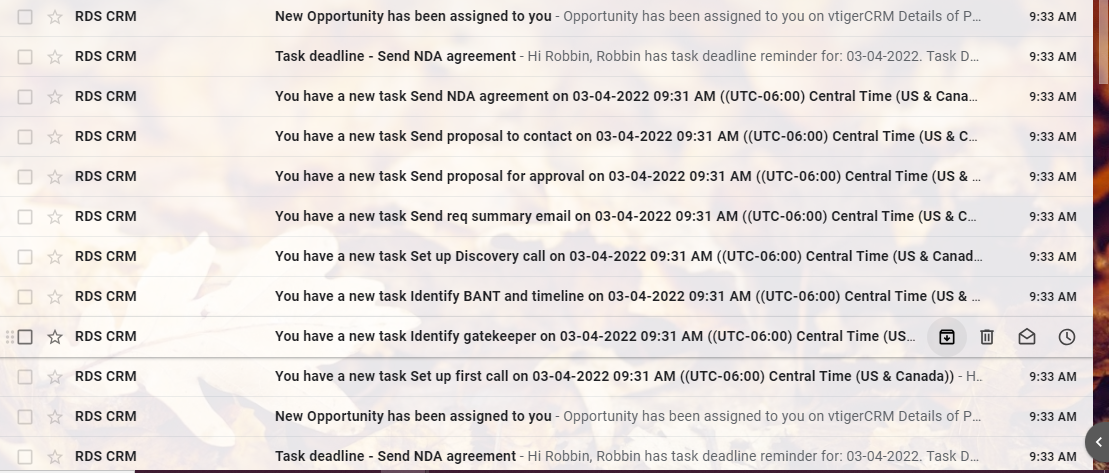 RDS CRM New Opportunity has been assigned to you - Opportunity has been assigned to you on vtigerCRM Details of P... 9:33 AM
RDS CRM Task deadline - Send NDA agreement - Hi Robbin, Robbin has task deadline reminder for: 03-04-2022. Task D... 9:33 AM
RDS CRM You have a new task Send NDA agreement on 03-04-2022 09:31 AM ((UTC-06:00) Central Time (US & Cana... 9:33 AM
RDS CRM You have a new task Send proposal to contact on 03-04-2022 09:31 AM ((UTC-06:00) Central Time (US & C... 9:33 AM
RDS CRM You have a new task Send proposal for approval on 03-04-2022 09:31 AM ((UTC-06:00) Central Time (US & ... 9:33 AM
RDS CRM You have a new task Send req summary email on 03-04-2022 09:31 AM ((UTC-06:00) Central Time (US & C... 9:33 AM
RDS CRM You have a new task Set up Discovery call on 03-04-2022 09:31 AM ((UTC-06:00) Central Time (US & Canad... 9:33 AM
RDS CRM You have a new task Identify BANT and timeline on 03-04-2022 09:31 AM ((UTC-06:00) Central Time (US & ... 9:33 AM
RDS CRM You have a new task Identify gatekeeper on 03-04-2022 09:31 AM ((UTC-06:00) Central Time (US...
RDS CRM You have a new task Set up first call on 03-04-2022 09:31 AM ((UTC-06:00) Central Time (US & Canada)) - H.. 9:33 AM
RDS CRM New Opportunity has been assigned to you - Opportunity has been assigned to you on vtigerCRM Details of P... 9:33 AM
RDS CRM Task deadline - Send NDA agreement - Hi Robbin, Robbin has task deadline reminder for: 03-04-2022. Task D... 9:33 AM